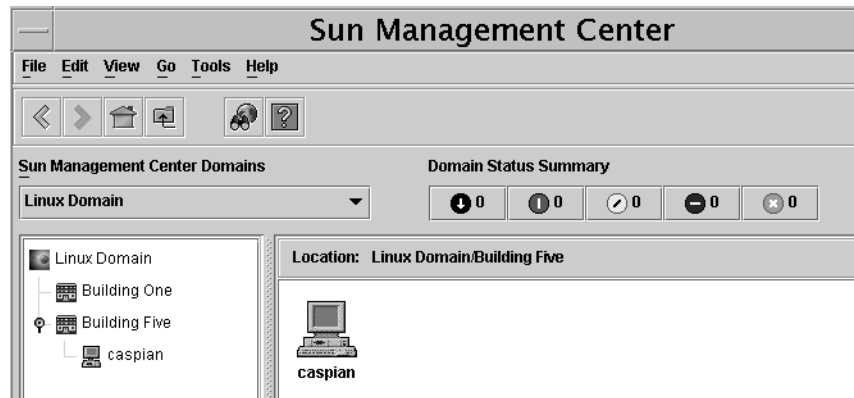 Sun Management Center
File Edit View Go Tools Help
Sun Management Center Domains
Domain Status Summary
Linux Domain
0 0 0 0 0
Linux Domain
Building One
Building Five
caspian
Location: Linux Domain/Building Five
caspian